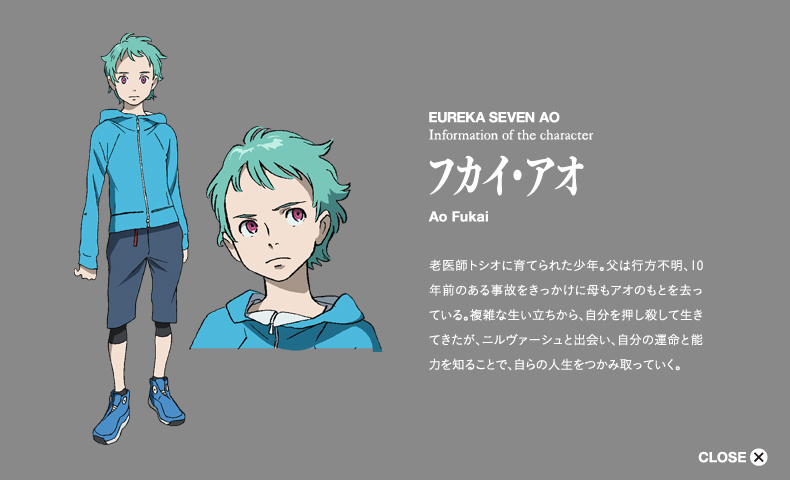 EUREKA SEVEN AO
Information of the character
フカイ・アオ
Ao Fukai
老医師トシオに育てられた少年。父は行方不明、10
年前のある事故をきっかけに母もアオのもとを去っ
ている。複雑な生い立ちから、自分を押し殺して生き
てきたが、ニルヴァーシュと出会い、自分の運命と能
力を知ることで、自らの人生をつかみ取っていく。
CLOSE